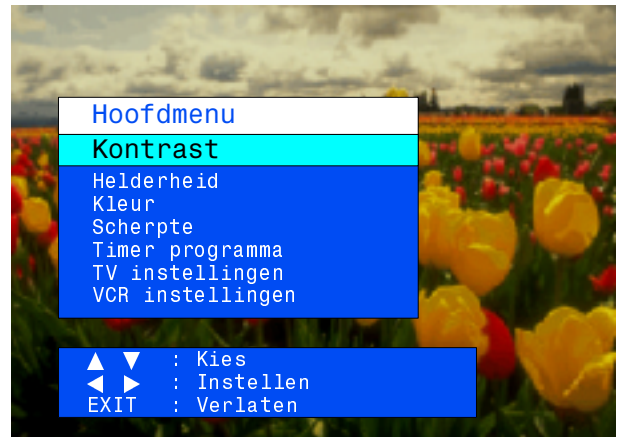 Hoofdmenu
Kontrast
Helderheid
Kleur
Scherpte
Timer programma
TV instellingen
VCR instellingen
▲ ▼ : Kies
◀ ▶ : Instellen
EXIT : Verlaten